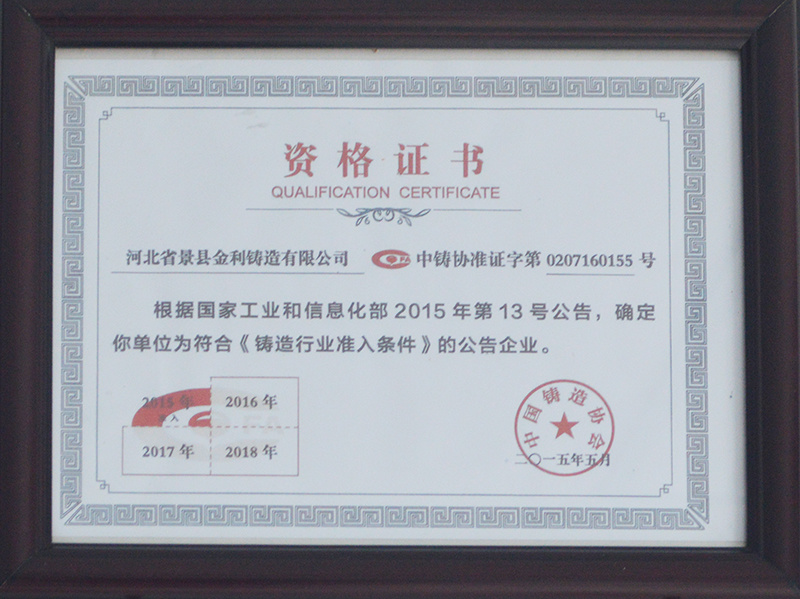 资格证书
QUALIFICATION CERTIFICATE
河北省景县金利铸造有限公司 中铸协准证字第 0207160155 号
根据国家工业和信息化部 2015 年第 13 号公告，确定
你单位为符合《铸造行业准入条件》的公告企业。
2015 年 2016 年
准入
2017 年 2018 年
中国铸造协会
二〇一五年五月